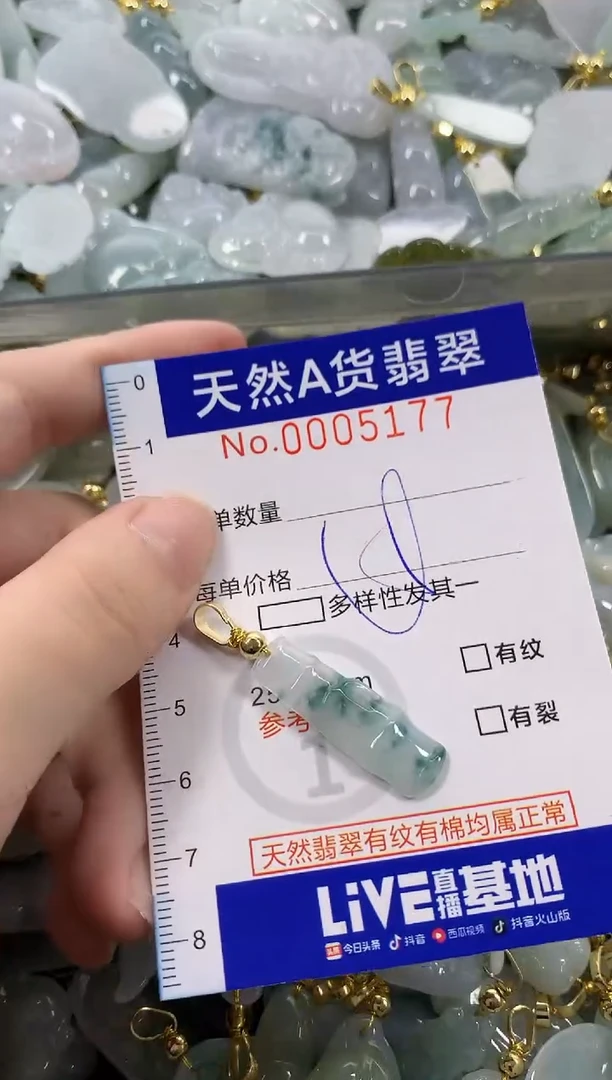 天然A货翡翠
No.0005177
0
1
单数量
每单价格
多样性发其一
4
有纹
5
参考
有裂
6
天然翡翠有纹有棉均属正常
7
LiVE直播基地
8
头条 今日头条 抖音 西瓜视频 抖音火山版